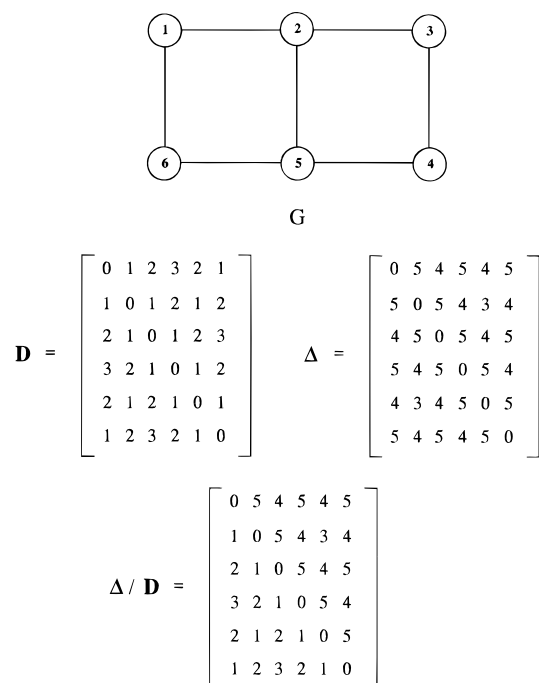 1 2 3
6 5 4
G
D = [ 0 1 2 3 2 1
1 0 1 2 1 2
2 1 0 1 2 3
3 2 1 0 1 2
2 1 2 1 0 1
1 2 3 2 1 0 ]
Δ = [ 0 5 4 5 4 5
5 0 5 4 3 4
4 5 0 5 4 5
5 4 5 0 5 4
4 3 4 5 0 5
5 4 5 4 5 0 ]
Δ / D = [ 0 5 4 5 4 5
1 0 5 4 3 4
2 1 0 5 4 5
3 2 1 0 5 4
2 1 2 1 0 5
1 2 3 2 1 0 ]